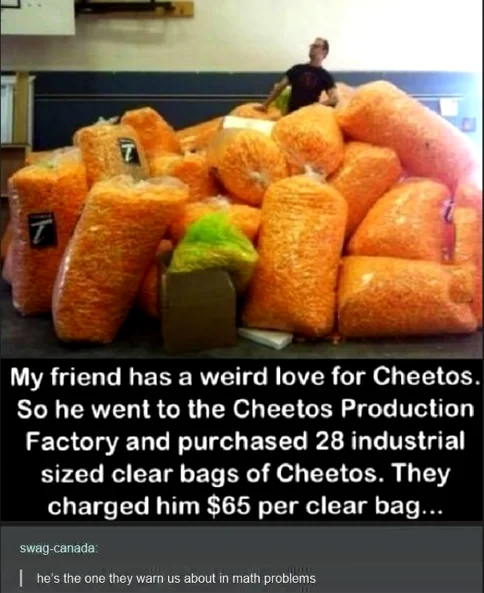 My friend has a weird love for Cheetos.
So he went to the Cheetos Production
Factory and purchased 28 industrial
sized clear bags of Cheetos. They
charged him $65 per clear bag...
swag-canada:
he's the one they warn us about in math problems